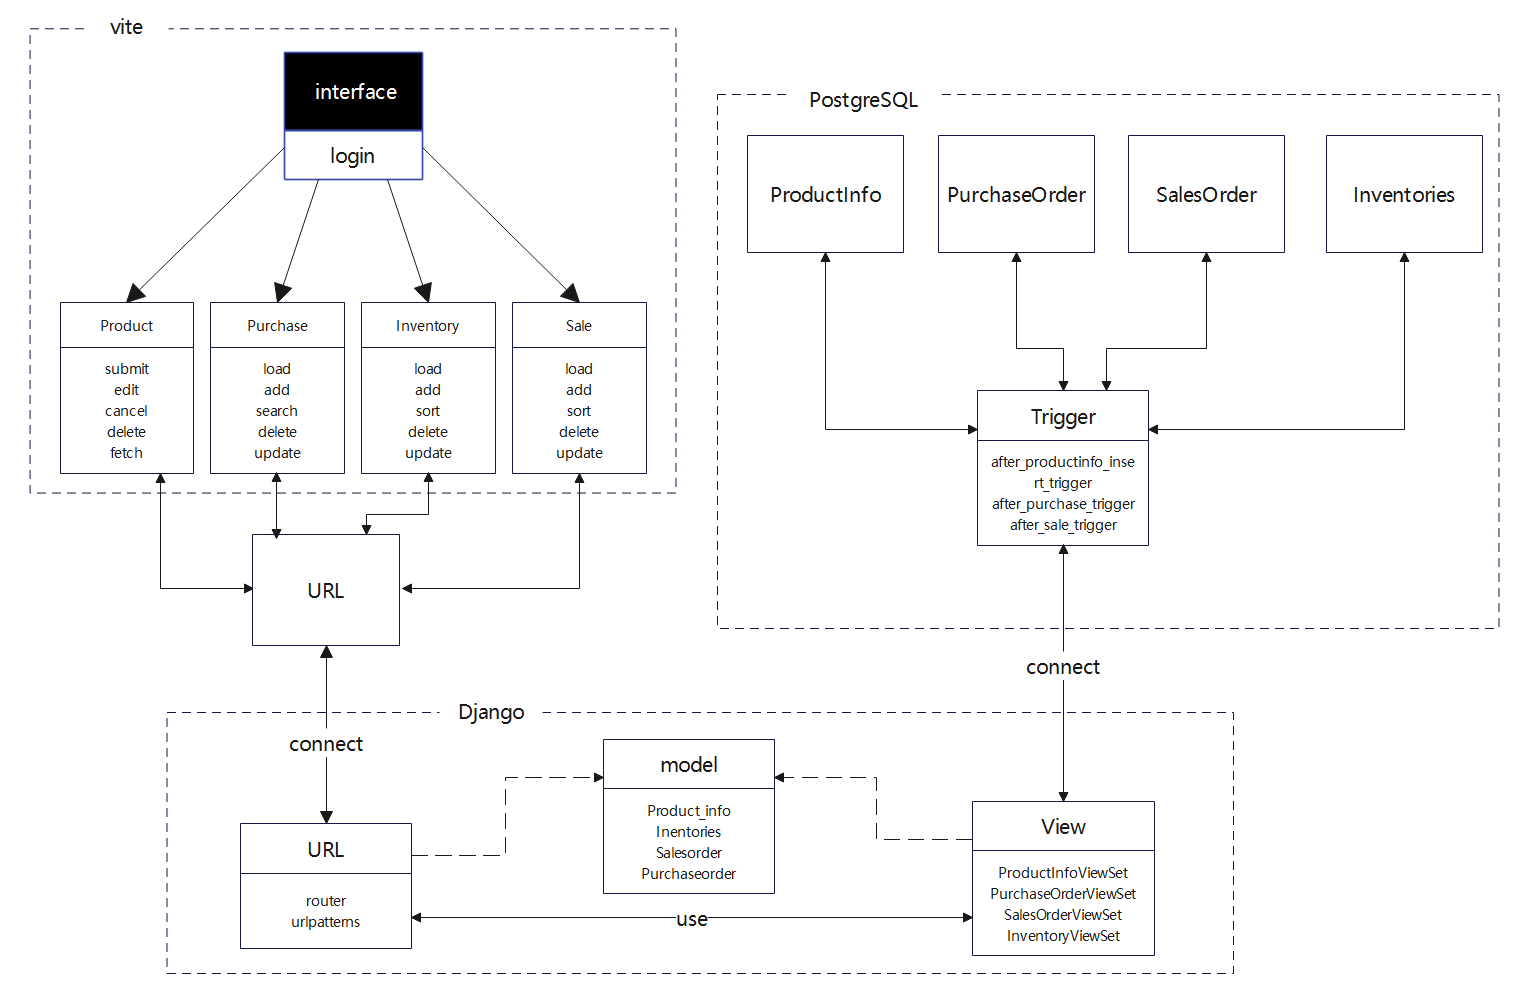 vite
interface
login
Product
submit
edit
cancel
delete
fetch
Purchase
load
add
search
delete
update
Inventory
load
add
sort
delete
update
Sale
load
add
sort
delete
update
URL
PostgreSQL
ProductInfo
PurchaseOrder
SalesOrder
Inventories
Trigger
after_productinfo_inse
rt_trigger
after_purchase_trigger
after_sale_trigger
connect
connect
Django
URL
router
urlpatterns
model
Product_info
Inentories
Salesorder
Purchaseorder
use
View
ProductInfoViewSet
PurchaseOrderViewSet
SalesOrderViewSet
InventoryViewSet